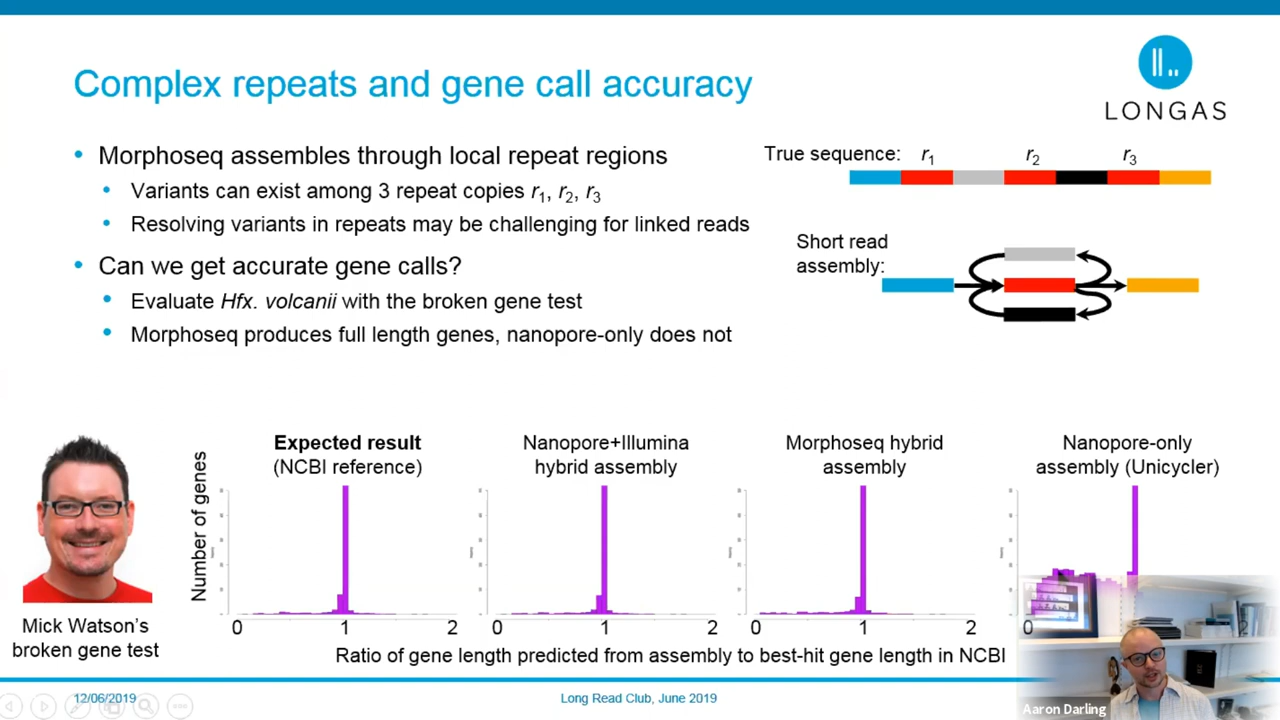 Complex repeats and gene call accuracy
LONGAS
• Morphoseq assembles through local repeat regions
• Variants can exist among 3 repeat copies r1, r2, r3
• Resolving variants in repeats may be challenging for linked reads
• Can we get accurate gene calls?
• Evaluate Hfx. volcanii with the broken gene test
• Morphoseq produces full length genes, nanopore-only does not
True sequence: r1 r2 r3
Short read
assembly:
Mick Watson's
broken gene test
Number of genes
Expected result
(NCBI reference)
0 1 2
Nanopore+Illumina
hybrid assembly
0 1 2
Morphoseq hybrid
assembly
0 1 2
Nanopore-only
assembly (Unicycler)
0
Ratio of gene length predicted from assembly to best-hit gene length in NCBI
12/06/2019
Long Read Club, June 2019
Aaron Darling